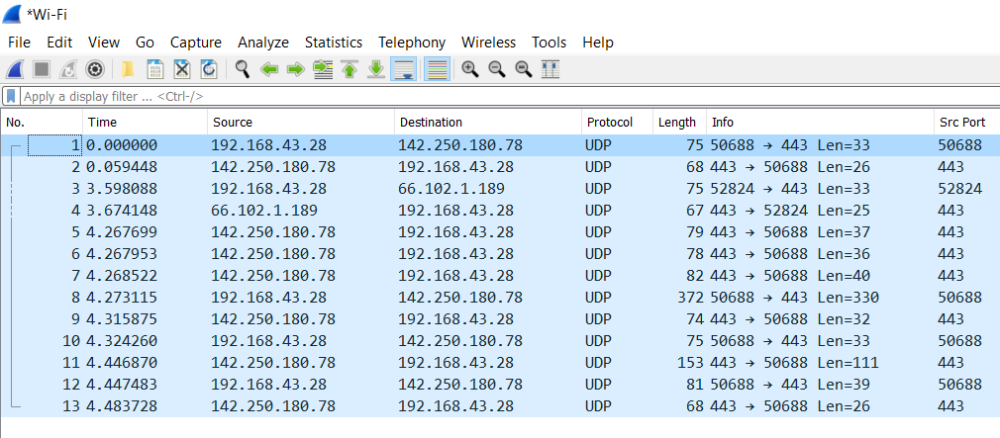 *Wi-Fi
File Edit View Go Capture Analyze Statistics Telephony Wireless Tools Help
Apply a display filter ... <Ctrl-/>
No. Time Source Destination Protocol Length Info Src Port
1 0.000000 192.168.43.28 142.250.180.78 UDP 75 50688 → 443 Len=33 50688
2 0.059448 142.250.180.78 192.168.43.28 UDP 68 443 → 50688 Len=26 443
3 3.598088 192.168.43.28 66.102.1.189 UDP 75 52824 → 443 Len=33 52824
4 3.674148 66.102.1.189 192.168.43.28 UDP 67 443 → 52824 Len=25 443
5 4.267699 142.250.180.78 192.168.43.28 UDP 79 443 → 50688 Len=37 443
6 4.267953 142.250.180.78 192.168.43.28 UDP 78 443 → 50688 Len=36 443
7 4.268522 142.250.180.78 192.168.43.28 UDP 82 443 → 50688 Len=40 443
8 4.273115 192.168.43.28 142.250.180.78 UDP 372 50688 → 443 Len=330 50688
9 4.315875 142.250.180.78 192.168.43.28 UDP 74 443 → 50688 Len=32 443
10 4.324260 192.168.43.28 142.250.180.78 UDP 75 50688 → 443 Len=33 50688
11 4.446870 142.250.180.78 192.168.43.28 UDP 153 443 → 50688 Len=111 443
12 4.447483 192.168.43.28 142.250.180.78 UDP 81 50688 → 443 Len=39 50688
13 4.483728 142.250.180.78 192.168.43.28 UDP 68 443 → 50688 Len=26 443